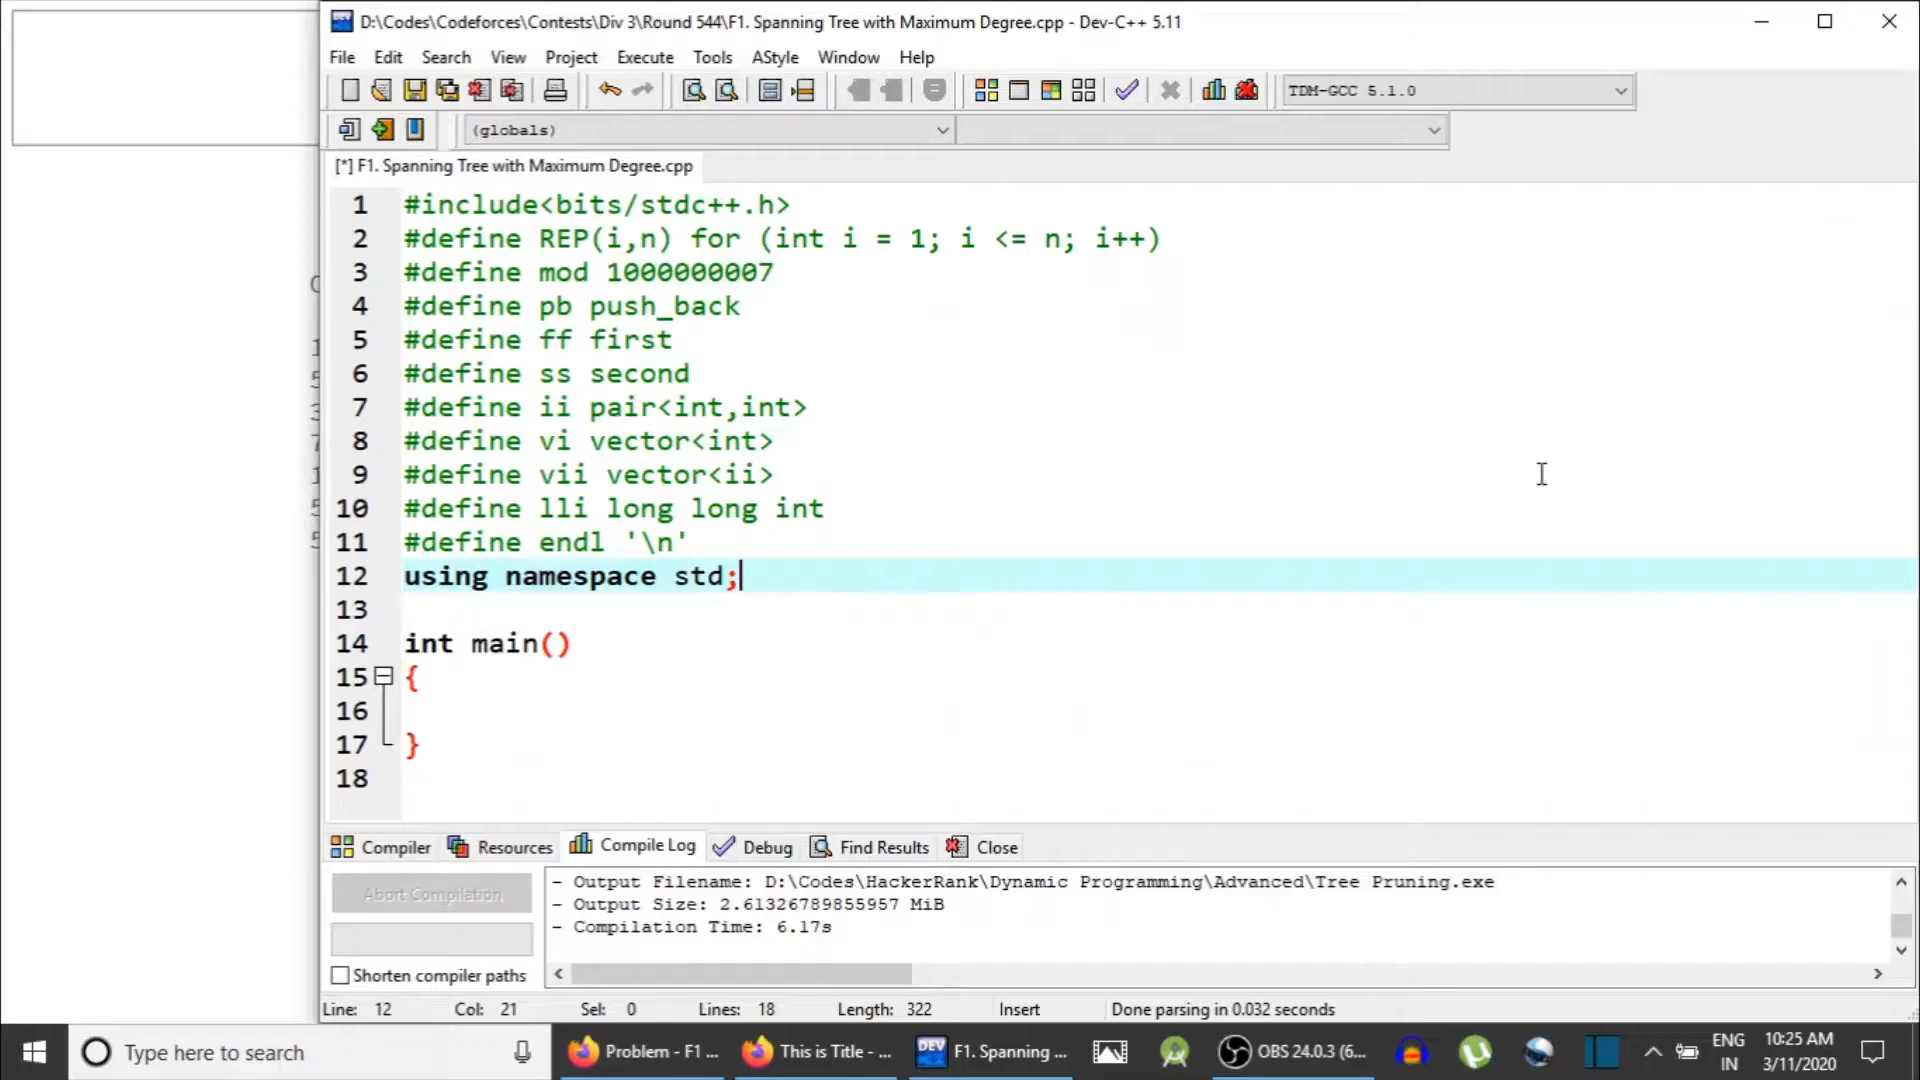 D:\Codes\Codeforces\Contests\Div 3\Round 544\F1. Spanning Tree with Maximum Degree.cpp - Dev-C++ 5.11
File Edit Search View Project Execute Tools AStyle Window Help
TDM-GCC 5.1.0
(globals)
[*] F1. Spanning Tree with Maximum Degree.cpp
1 #include<bits/stdc++.h>
2 #define REP(i,n) for (int i = 1; i <= n; i++)
3 #define mod 1000000007
4 #define pb push_back
5 #define ff first
6 #define ss second
7 #define ii pair<int,int>
8 #define vi vector<int>
9 #define vii vector<ii>
10 #define lli long long int
11 #define endl '\n'
12 using namespace std;
13
14 int main()
15 {
16
17 }
18
Compiler Resources Compile Log Debug Find Results Close
Abort Compilation
- Output Filename: D:\Codes\HackerRank\Dynamic Programming\Advanced\Tree Pruning.exe
- Output Size: 2.61326789855957 MiB
- Compilation Time: 6.17s
Shorten compiler paths
Line: 12 Col: 21 Sel: 0 Lines: 18 Length: 322 Insert Done parsing in 0.032 seconds
Type here to search
Problem - F1 ...
This is Title - ...
DEV
F1. Spanning ...
OBS 24.0.3 (6...
ENG
IN
10:25 AM
3/11/2020